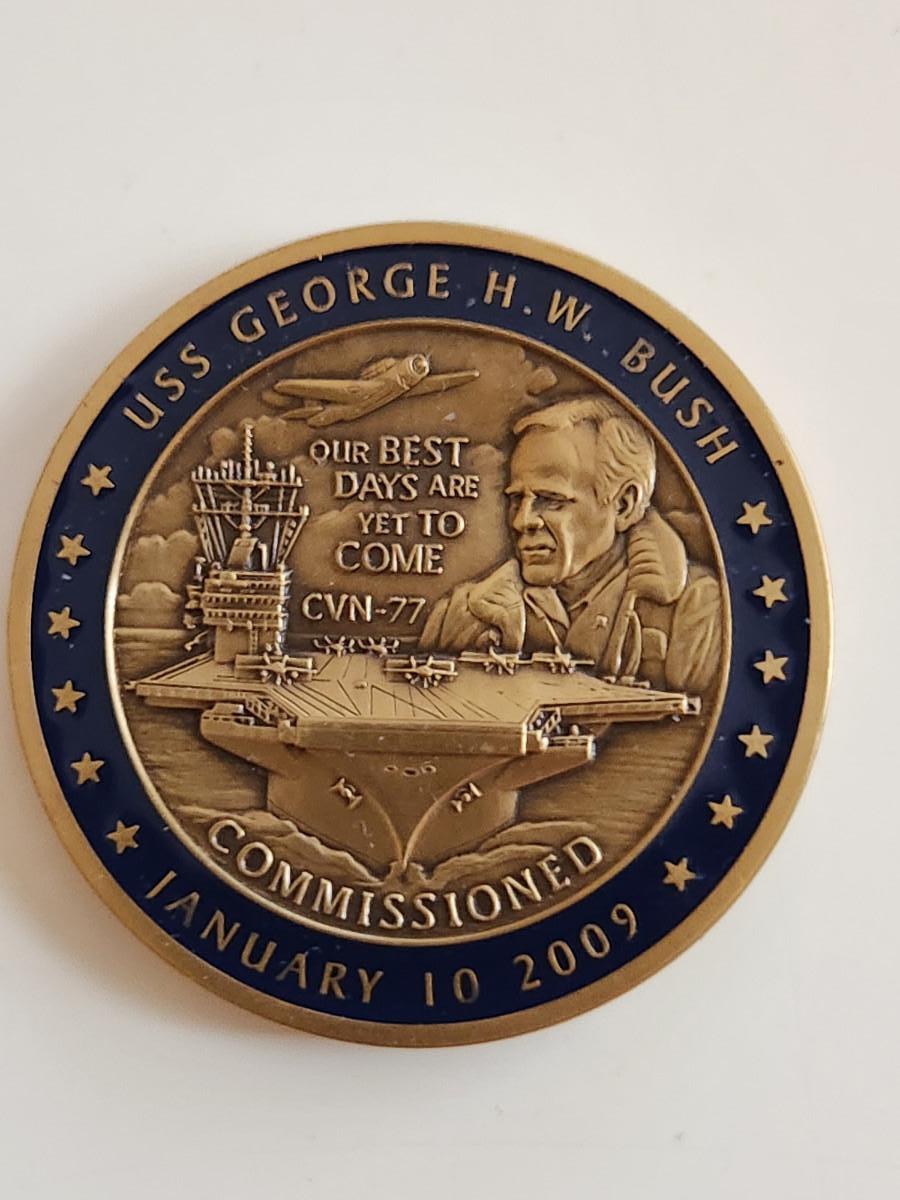 USS GEORGE H.W. BUSH
OUR BEST
DAYS ARE
YET TO
COME
CVN-77
COMMISSIONED
JANUARY 10 2009